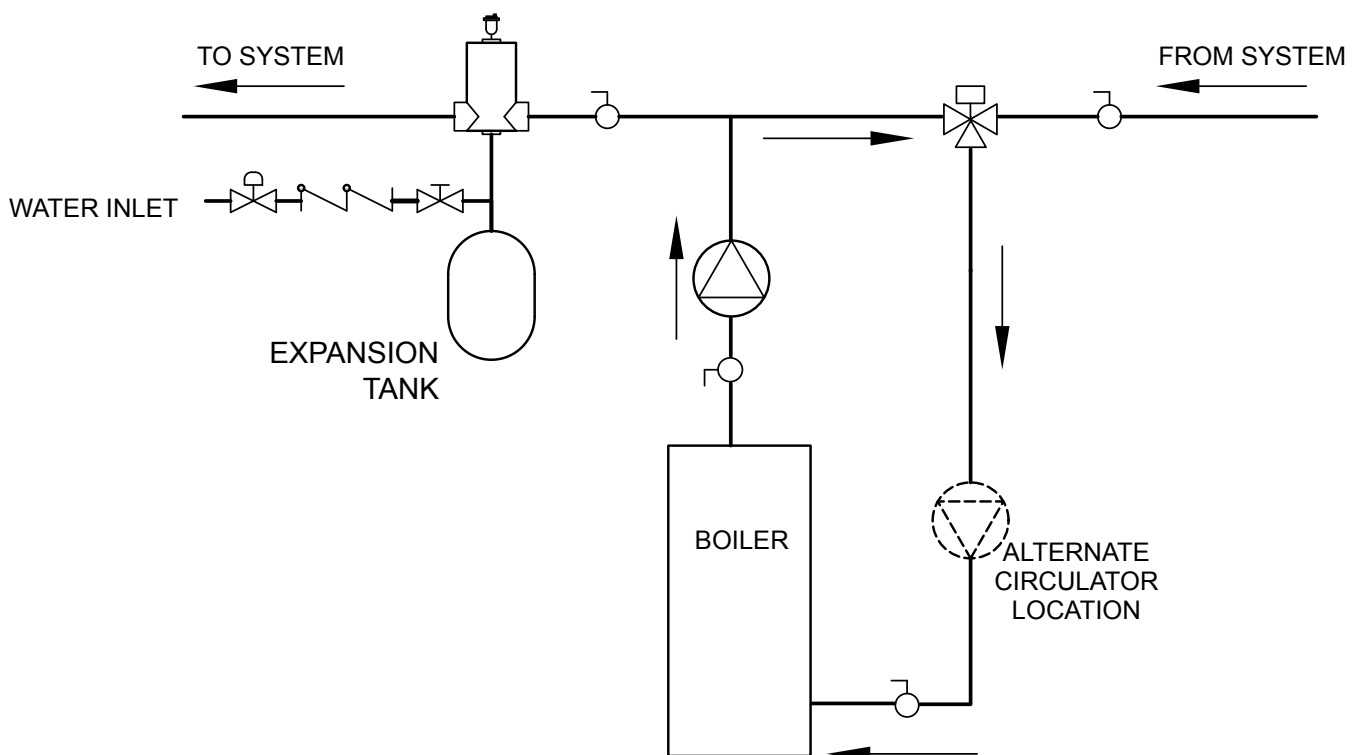 TO SYSTEM
FROM SYSTEM
WATER INLET
EXPANSION
TANK
BOILER
ALTERNATE
CIRCULATOR
LOCATION